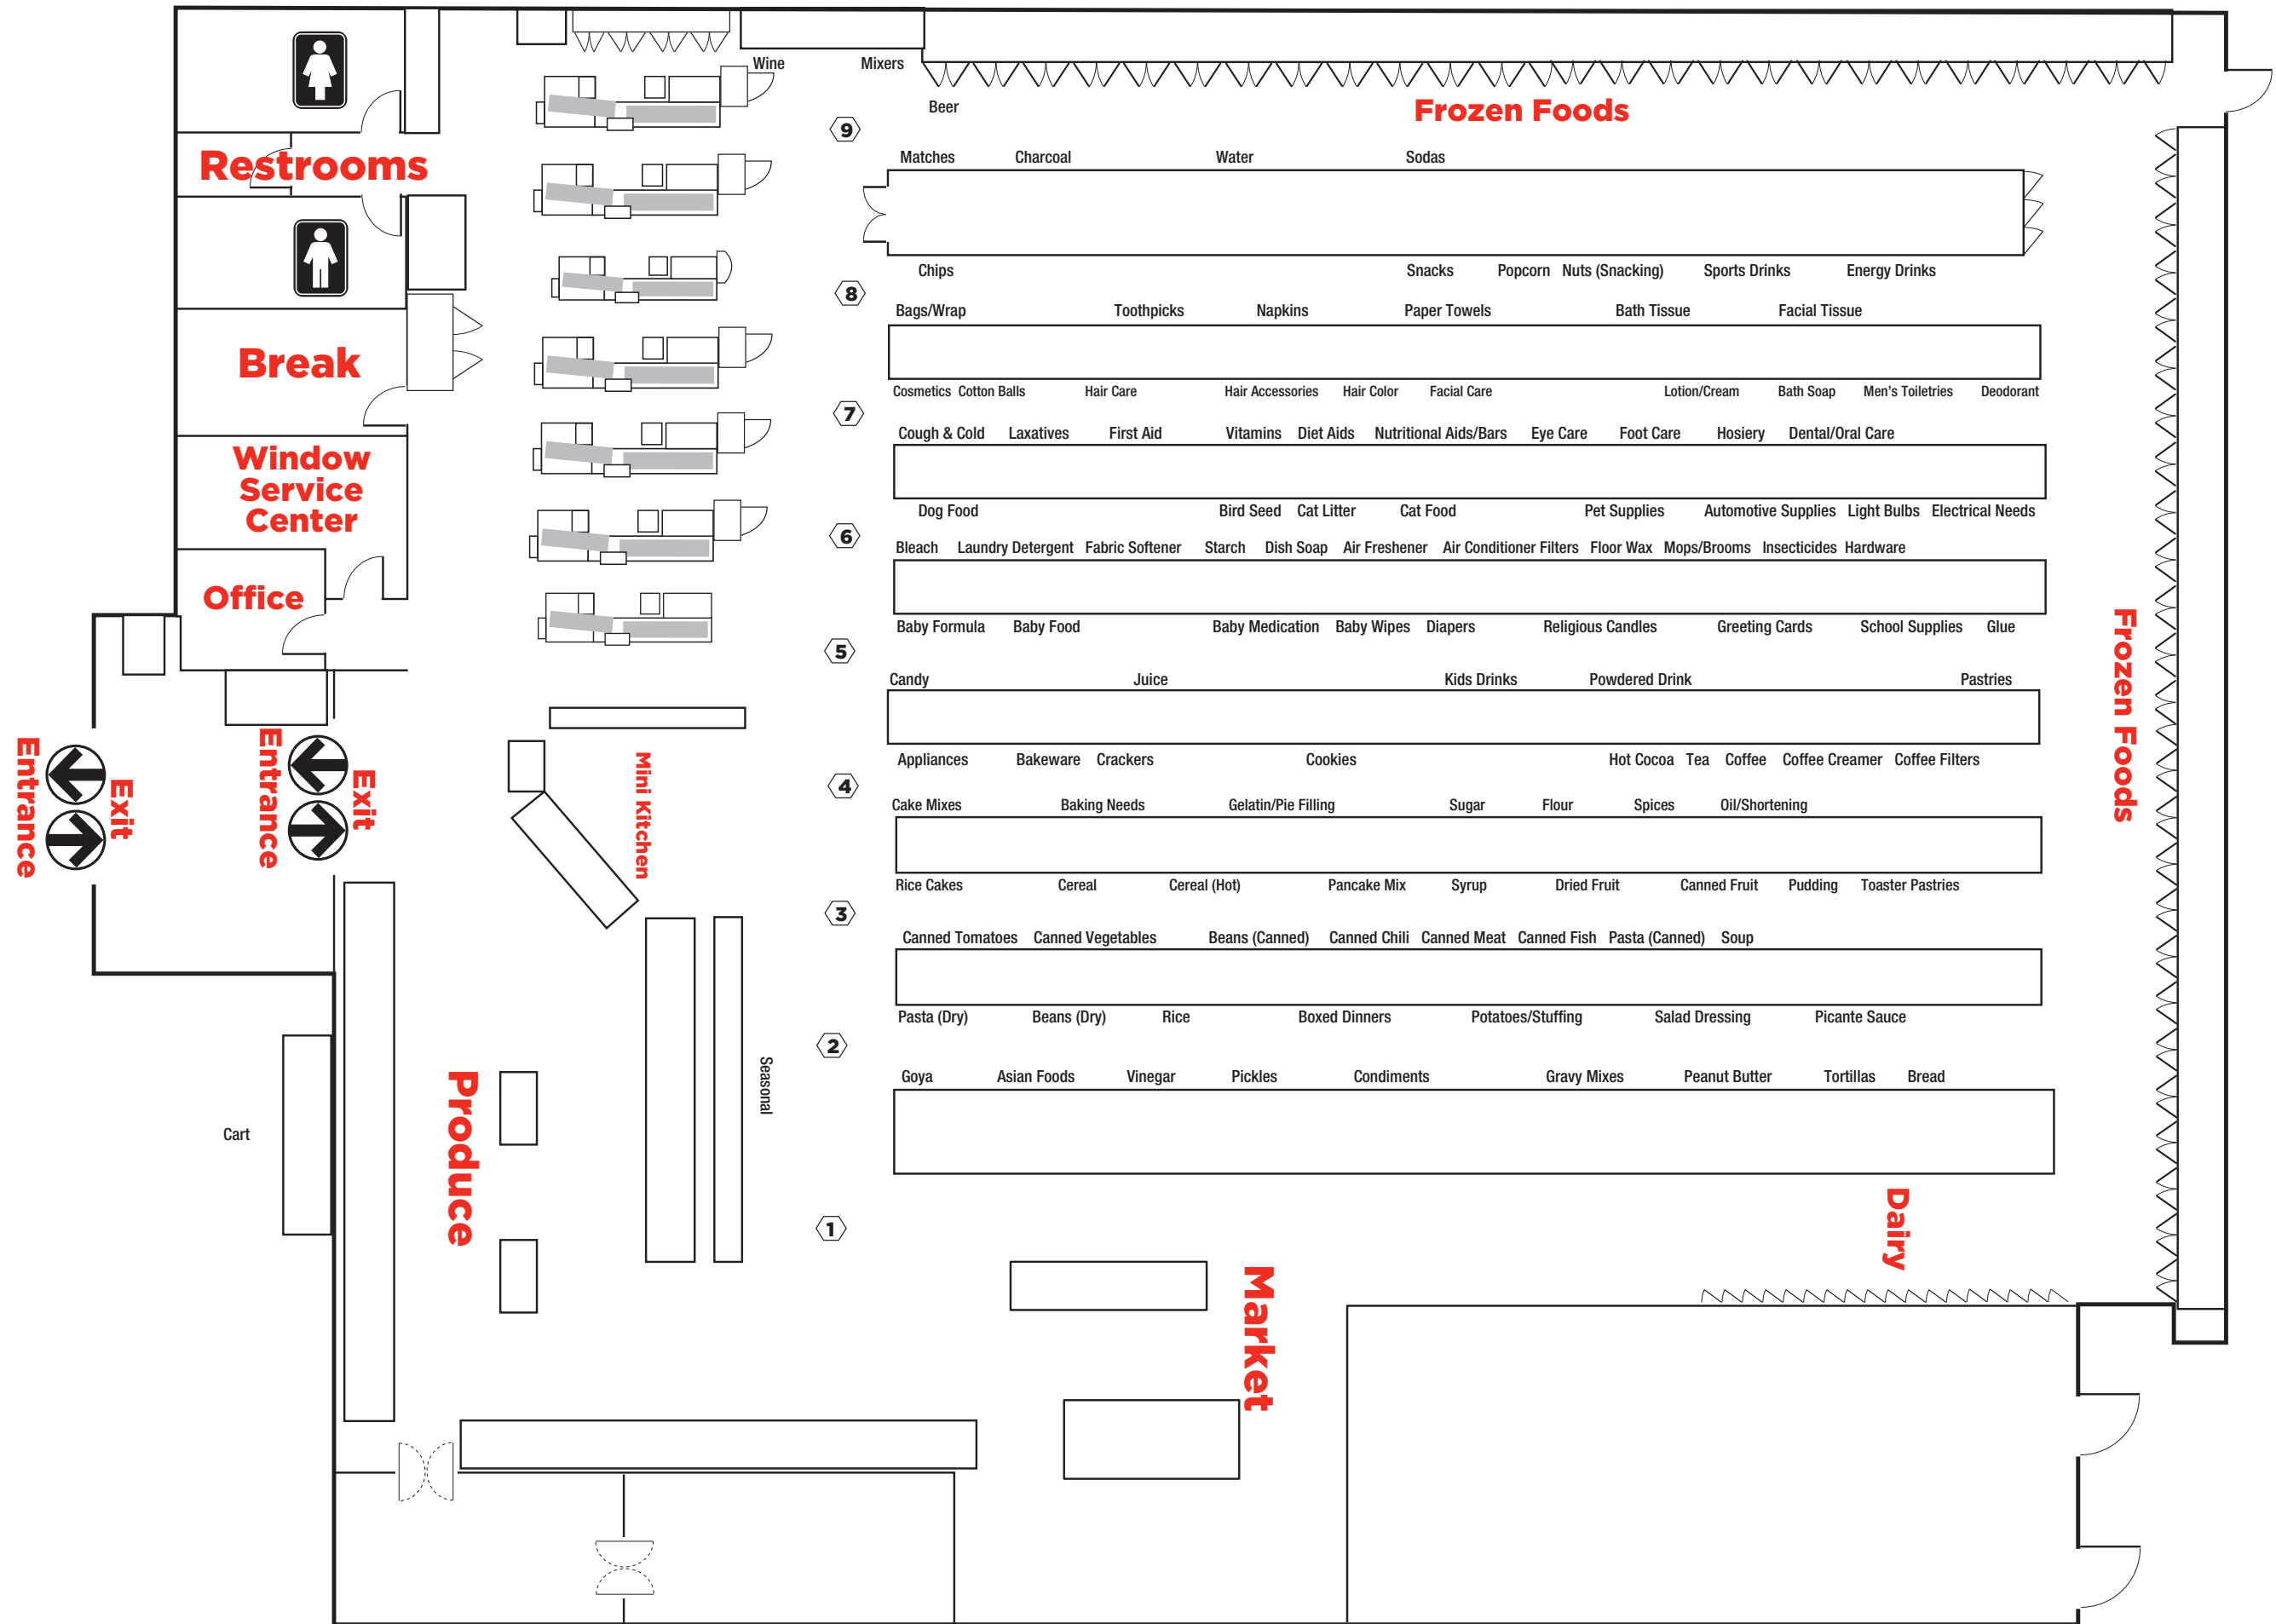 Wine
Mixers
Beer
Frozen Foods
9
Restrooms
Matches Charcoal Water Sodas
Chips Snacks Popcorn Nuts (Snacking) Sports Drinks Energy Drinks
8
Bags/Wrap Toothpicks Napkins Paper Towels Bath Tissue Facial Tissue
Break
Cosmetics Cotton Balls Hair Care Hair Accessories Hair Color Facial Care Lotion/Cream Bath Soap Men's Toiletries Deodorant
7
Cough & Cold Laxatives First Aid Vitamins Diet Aids Nutritional Aids/Bars Eye Care Foot Care Hosiery Dental/Oral Care
Window
Service
Center
Dog Food Bird Seed Cat Litter Cat Food Pet Supplies Automotive Supplies Light Bulbs Electrical Needs
6
Bleach Laundry Detergent Fabric Softener Starch Dish Soap Air Freshener Air Conditioner Filters Floor Wax Mops/Brooms Insecticides Hardware
Office
Baby Formula Baby Food Baby Medication Baby Wipes Diapers Religious Candles Greeting Cards School Supplies Glue
5
Candy Juice Kids Drinks Powdered Drink Pastries
Frozen Foods
Entrance
Exit
Entrance
Exit
Mini Kitchen
Appliances Bakeware Crackers Cookies Hot Cocoa Tea Coffee Coffee Creamer Coffee Filters
4
Cake Mixes Baking Needs Gelatin/Pie Filling Sugar Flour Spices Oil/Shortening
Rice Cakes Cereal Cereal (Hot) Pancake Mix Syrup Dried Fruit Canned Fruit Pudding Toaster Pastries
3
Canned Tomatoes Canned Vegetables Beans (Canned) Canned Chili Canned Meat Canned Fish Pasta (Canned) Soup
Pasta (Dry) Beans (Dry) Rice Boxed Dinners Potatoes/Stuffing Salad Dressing Picante Sauce
2
Goya Asian Foods Vinegar Pickles Condiments Gravy Mixes Peanut Butter Tortillas Bread
Cart
Produce
Seasonal
1
Dairy
Market